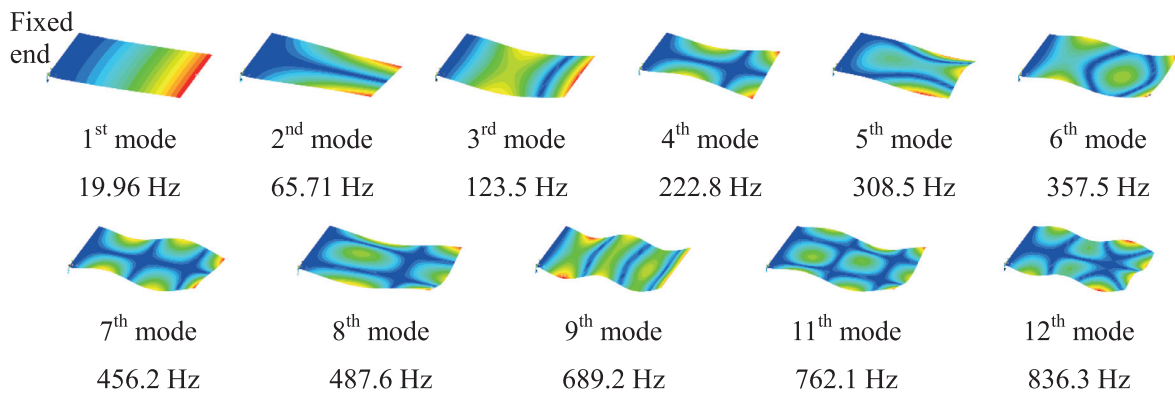 Fixed
end
1st mode 2nd mode 3rd mode 4th mode 5th mode 6th mode
19.96 Hz 65.71 Hz 123.5 Hz 222.8 Hz 308.5 Hz 357.5 Hz
7th mode 8th mode 9th mode 11th mode 12th mode
456.2 Hz 487.6 Hz 689.2 Hz 762.1 Hz 836.3 Hz